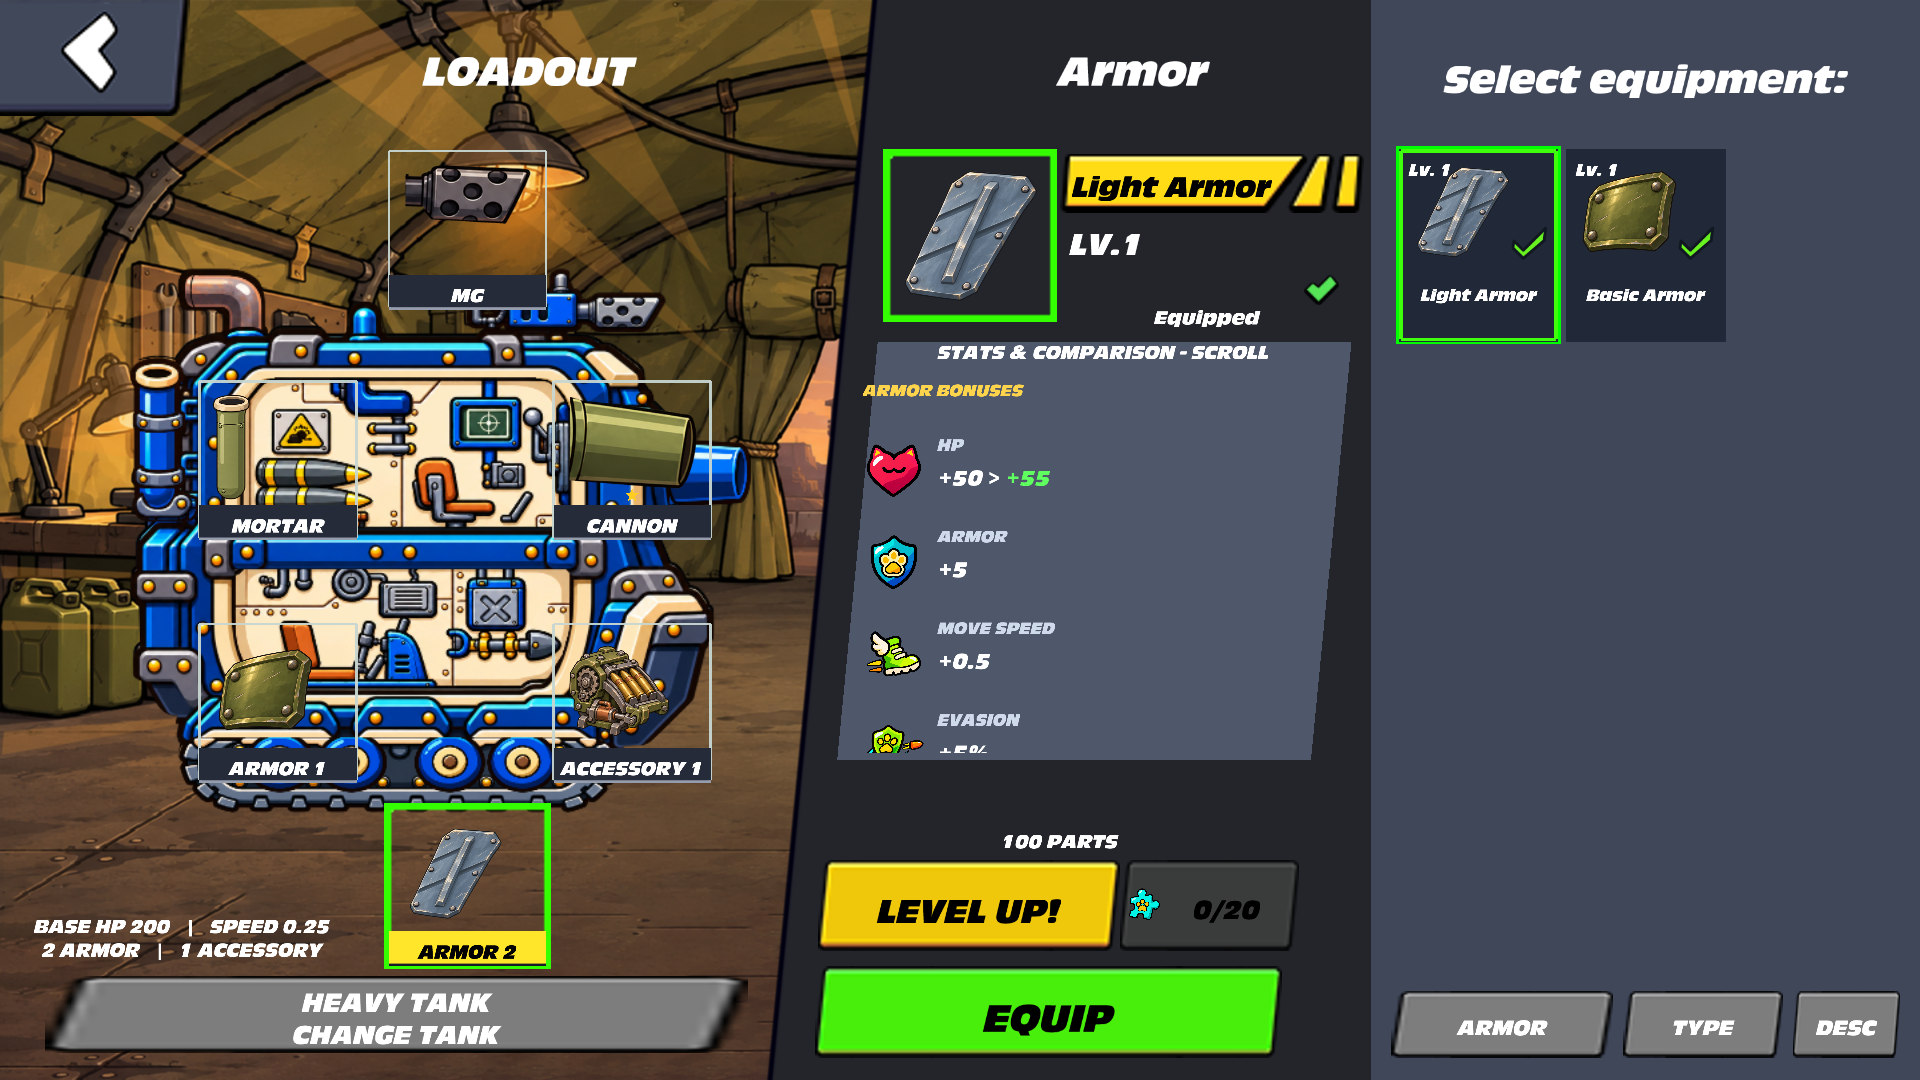 LOADOUT
MG
MORTAR
CANNON
ARMOR 1
ACCESSORY 1
ARMOR 2
BASE HP 200 | SPEED 0.25
2 ARMOR | 1 ACCESSORY
HEAVY TANK
CHANGE TANK
Armor
Light Armor
LV.1
Equipped
STATS & COMPARISON - SCROLL
ARMOR BONUSES
HP
+50 > +55
ARMOR
+5
MOVE SPEED
+0.5
EVASION
+5%
100 PARTS
LEVEL UP!
0/20
EQUIP
Select equipment:
Lv. 1
Light Armor
Lv. 1
Basic Armor
ARMOR
TYPE
DESC